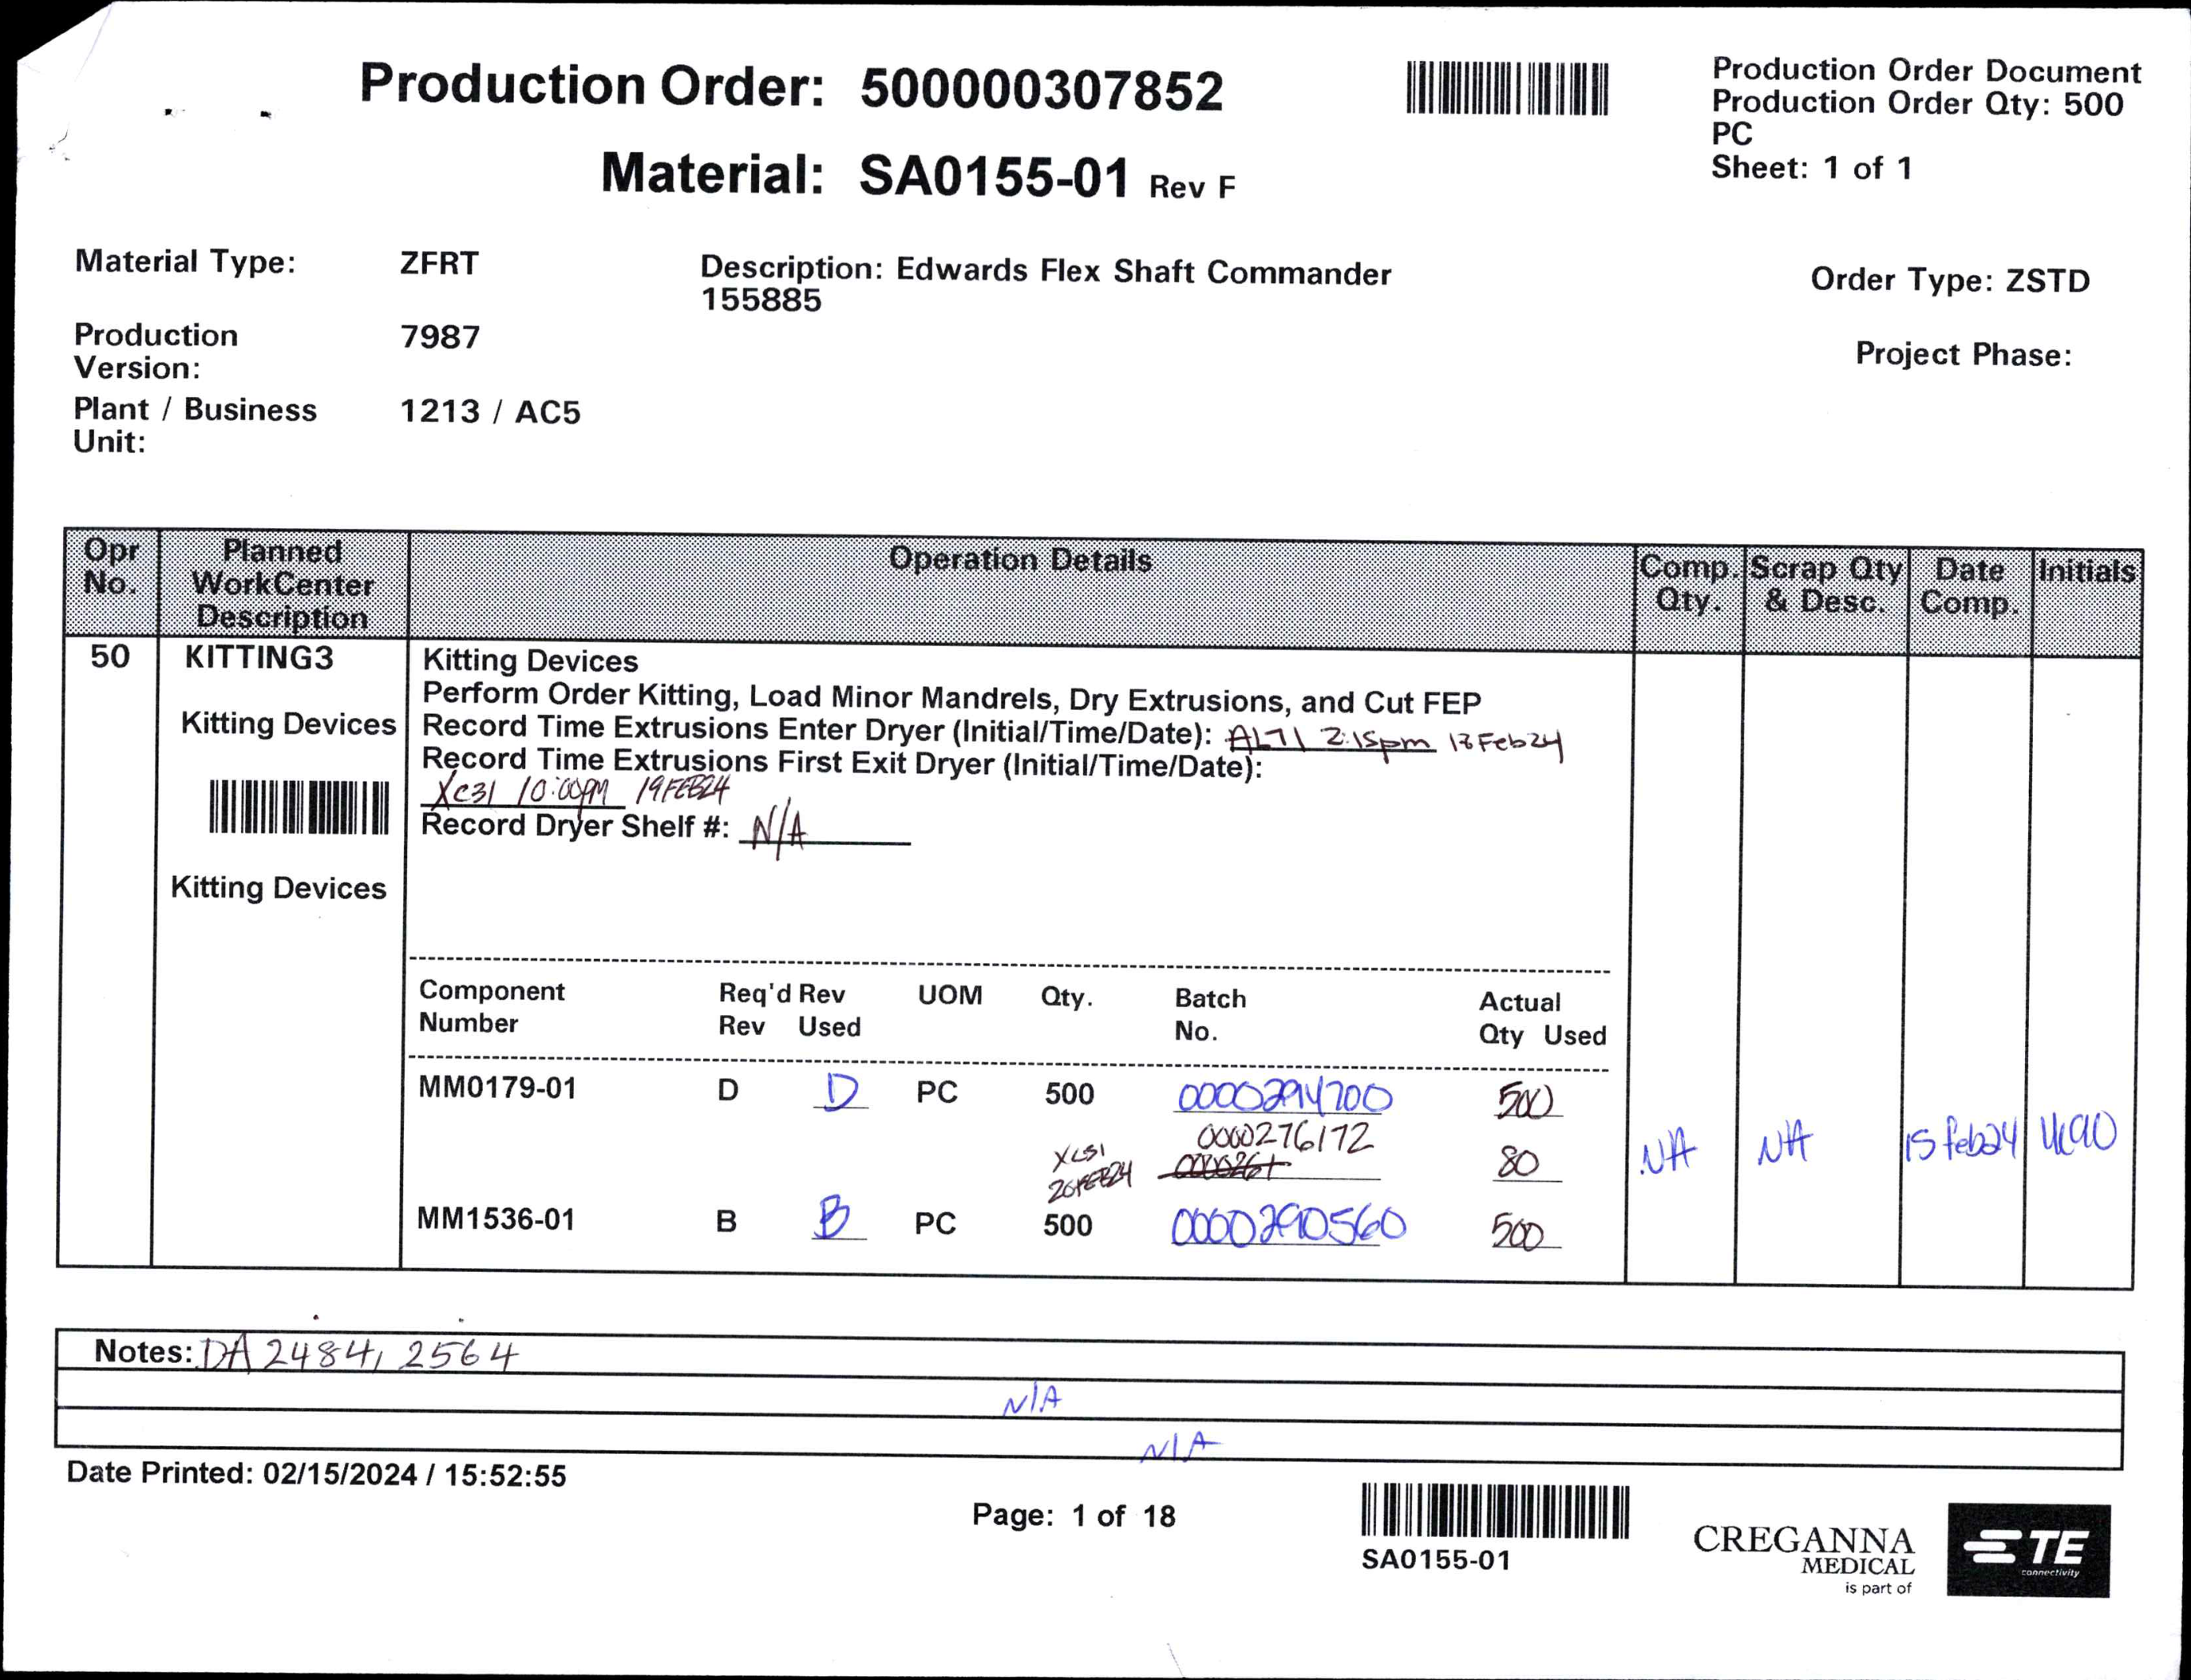 Production Order: 500000307852
Production Order Document
Production Order Qty: 500
PC
Sheet: 1 of 1
Material: SA0155-01 Rev F
Material Type: ZFRT
Description: Edwards Flex Shaft Commander
155885
Order Type: ZSTD
Production
Version: 7987
Project Phase:
Plant / Business
Unit: 1213 / AC5
Opr
No.
Planned
WorkCenter
Description
Operation Details
Comp.
Qty.
Scrap Qty
& Desc.
Date
Comp.
Initials
50
KITTING3
Kitting Devices
Kitting Devices
Kitting Devices
Perform Order Kitting, Load Minor Mandrels, Dry Extrusions, and Cut FEP
Record Time Extrusions Enter Dryer (Initial/Time/Date): AL71 2:15pm Feb24
Record Time Extrusions First Exit Dryer (Initial/Time/Date):
XC31 10:00PM 19FEB24
Record Dryer Shelf #: N/A
Component
Number
Req'd
Rev
Rev
Used
UOM
Qty.
Batch
No.
Actual
Qty Used
MM0179-01 D D PC 500 0000294700 500
0000276172
80
26FEB24
MM1536-01 B B PC 500 0000290560 500
NA
NA
15feb24
Notes: DA 2484, 2564
N/A
N/A
Date Printed: 02/15/2024 / 15:52:55
Page: 1 of 18
SA0155-01
CREGANNA
MEDICAL
is part of
TE
connectivity